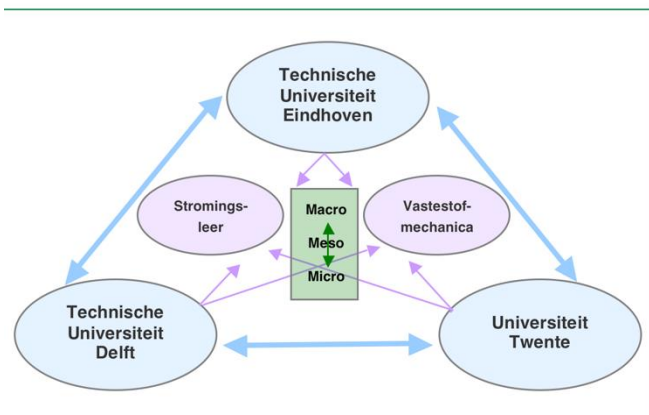 Technische
Universiteit
Eindhoven
Stromings-
leer
Macro
Meso
Micro
Vastestof-
mechanica
Technische
Universiteit
Delft
Universiteit
Twente